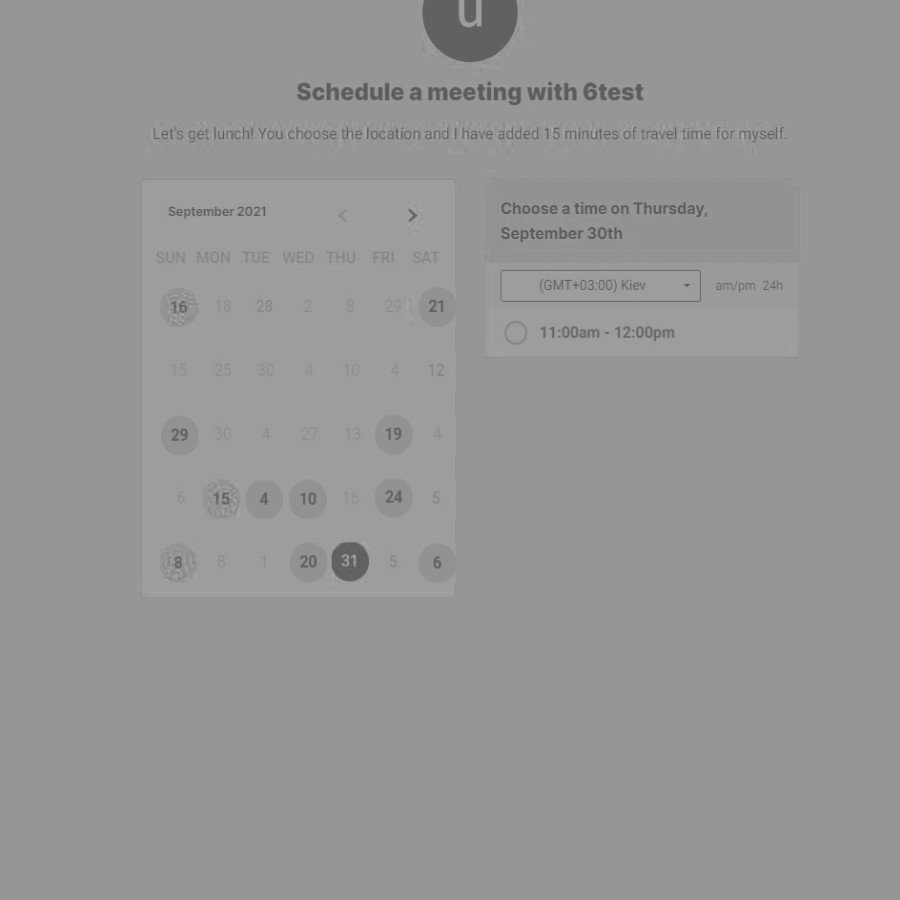 u
Schedule a meeting with 6test
Let's get lunch! You choose the location and I have added 15 minutes of travel time for myself.
September 2021
SUN MON TUE WED THU FRI SAT
16 18 28 2 8 29 21
15 25 30 4 10 4 12
29 30 4 27 13 19 4
6 15 4 10 16 24 5
8 8 1 20 31 5 6
Choose a time on Thursday,
September 30th
(GMT+03:00) Kiev am/pm 24h
11:00am - 12:00pm